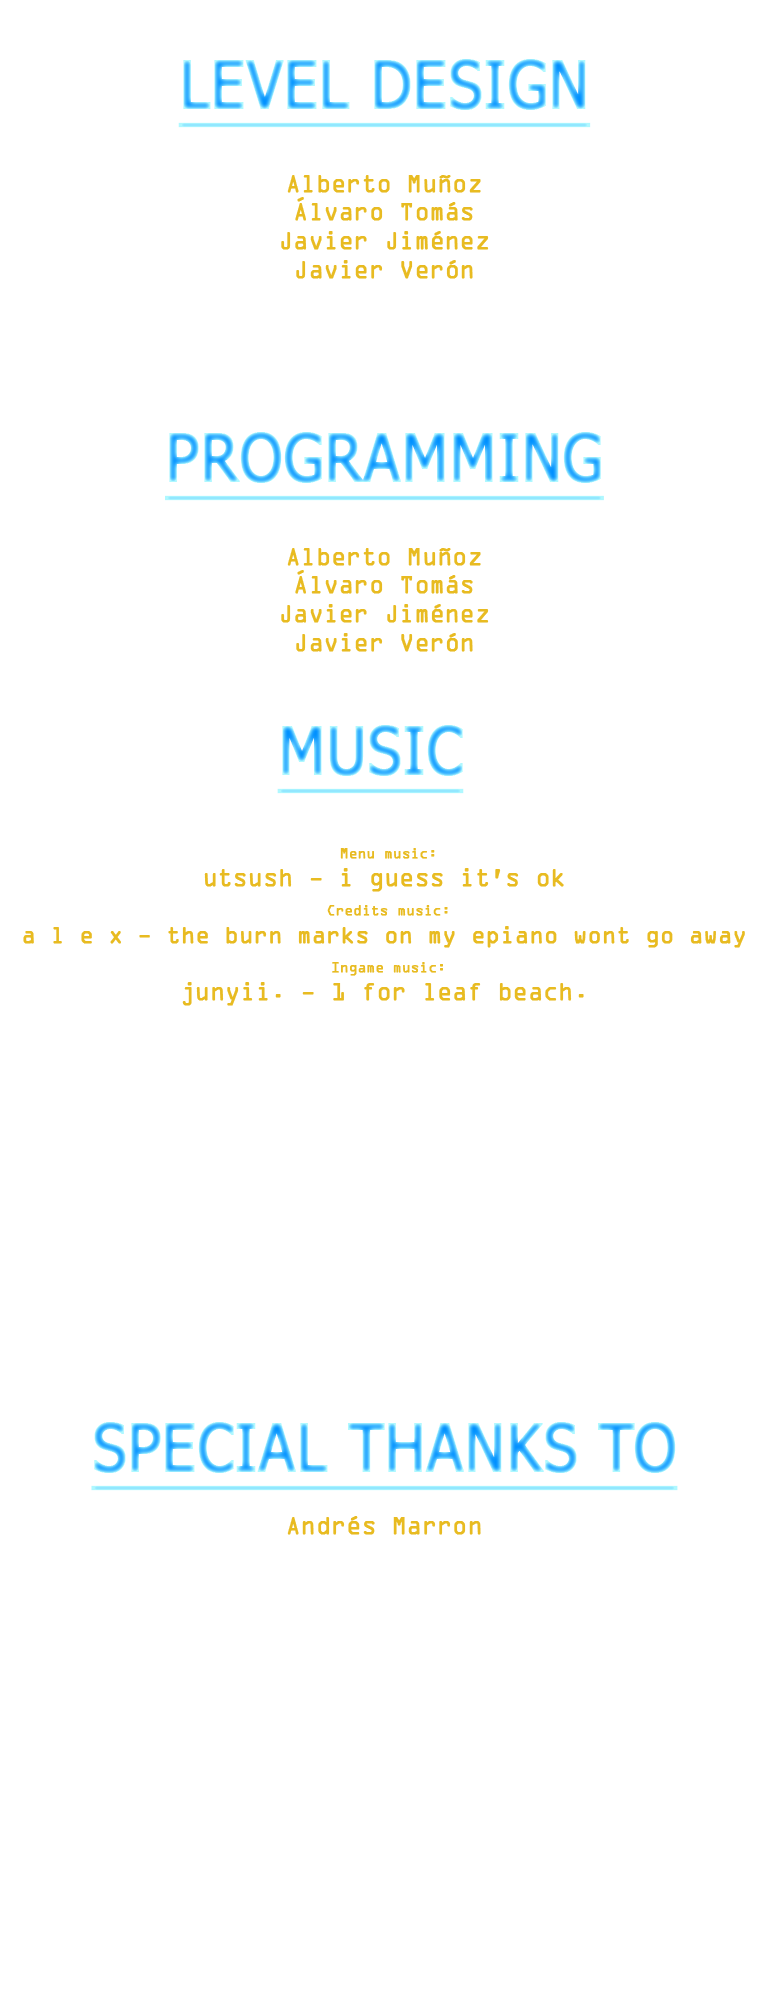 LEVEL DESIGN
Alberto Muñoz
Álvaro Tomás
Javier Jiménez
Javier Verón
PROGRAMMING
Alberto Muñoz
Álvaro Tomás
Javier Jiménez
Javier Verón
MUSIC
Menu music:
utsush - i guess it's ok
Credits music:
a l e x - the burn marks on my epiano wont go away
Ingame music:
junyii. - for leaf beach.
SPECIAL THANKS TO
Andrés Marron